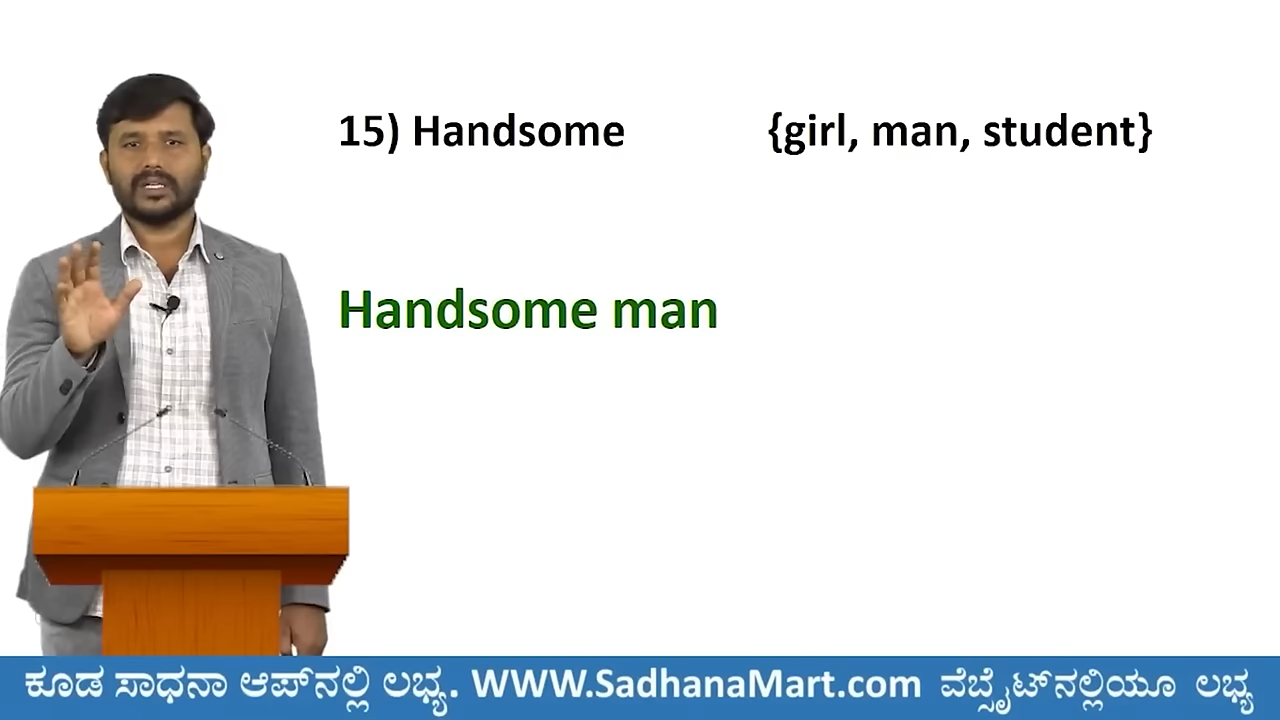 15) Handsome {girl, man, student}
Handsome man
ಕೂಡ ಸಾಧನಾ ಆಪ್‌ನಲ್ಲಿ ಲಭ್ಯ. WWW.SadhanaMart.com ವೆಬ್ಸೈಟ್‌ನಲ್ಲಿಯೂ ಲಭ್ಯ